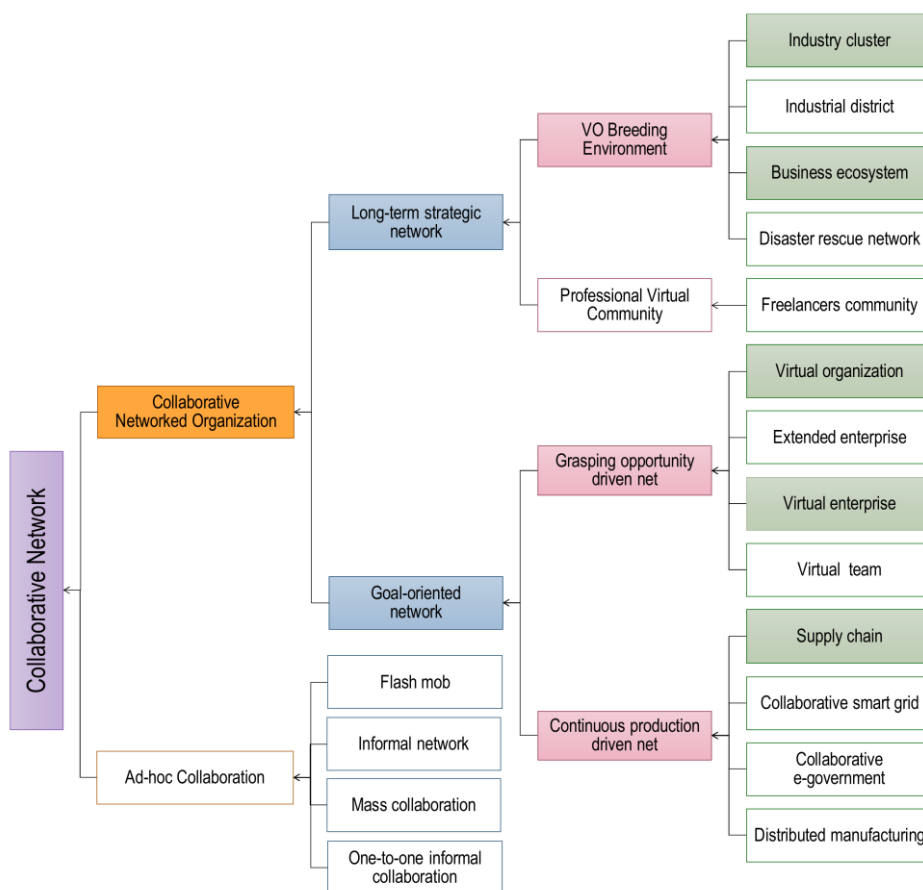 Collaborative Network
Collaborative
Networked Organization
Ad-hoc Collaboration
Long-term strategic
network
Goal-oriented
network
Flash mob
Informal network
Mass collaboration
One-to-one informal
collaboration
VO Breeding
Environment
Professional Virtual
Community
Grasping opportunity
driven net
Continuous production
driven net
Industry cluster
Industrial district
Business ecosystem
Disaster rescue network
Freelancers community
Virtual organization
Extended enterprise
Virtual enterprise
Virtual team
Supply chain
Collaborative smart grid
Collaborative
e-government
Distributed manufacturing